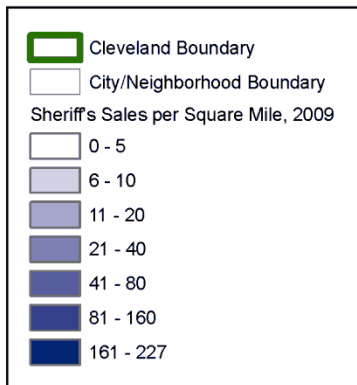 Cleveland Boundary
City/Neighborhood Boundary
Sheriff's Sales per Square Mile, 2009
0 - 5
6 - 10
11 - 20
21 - 40
41 - 80
81 - 160
161 - 227